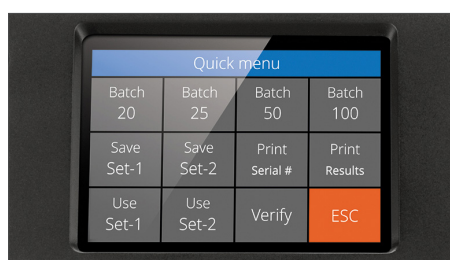 Quick menu
Batch Batch Batch Batch
20 25 50 100
Save Save Print Print
Set-1 Set-2 Serial # Results
Use Use Verify ESC
Set-1 Set-2